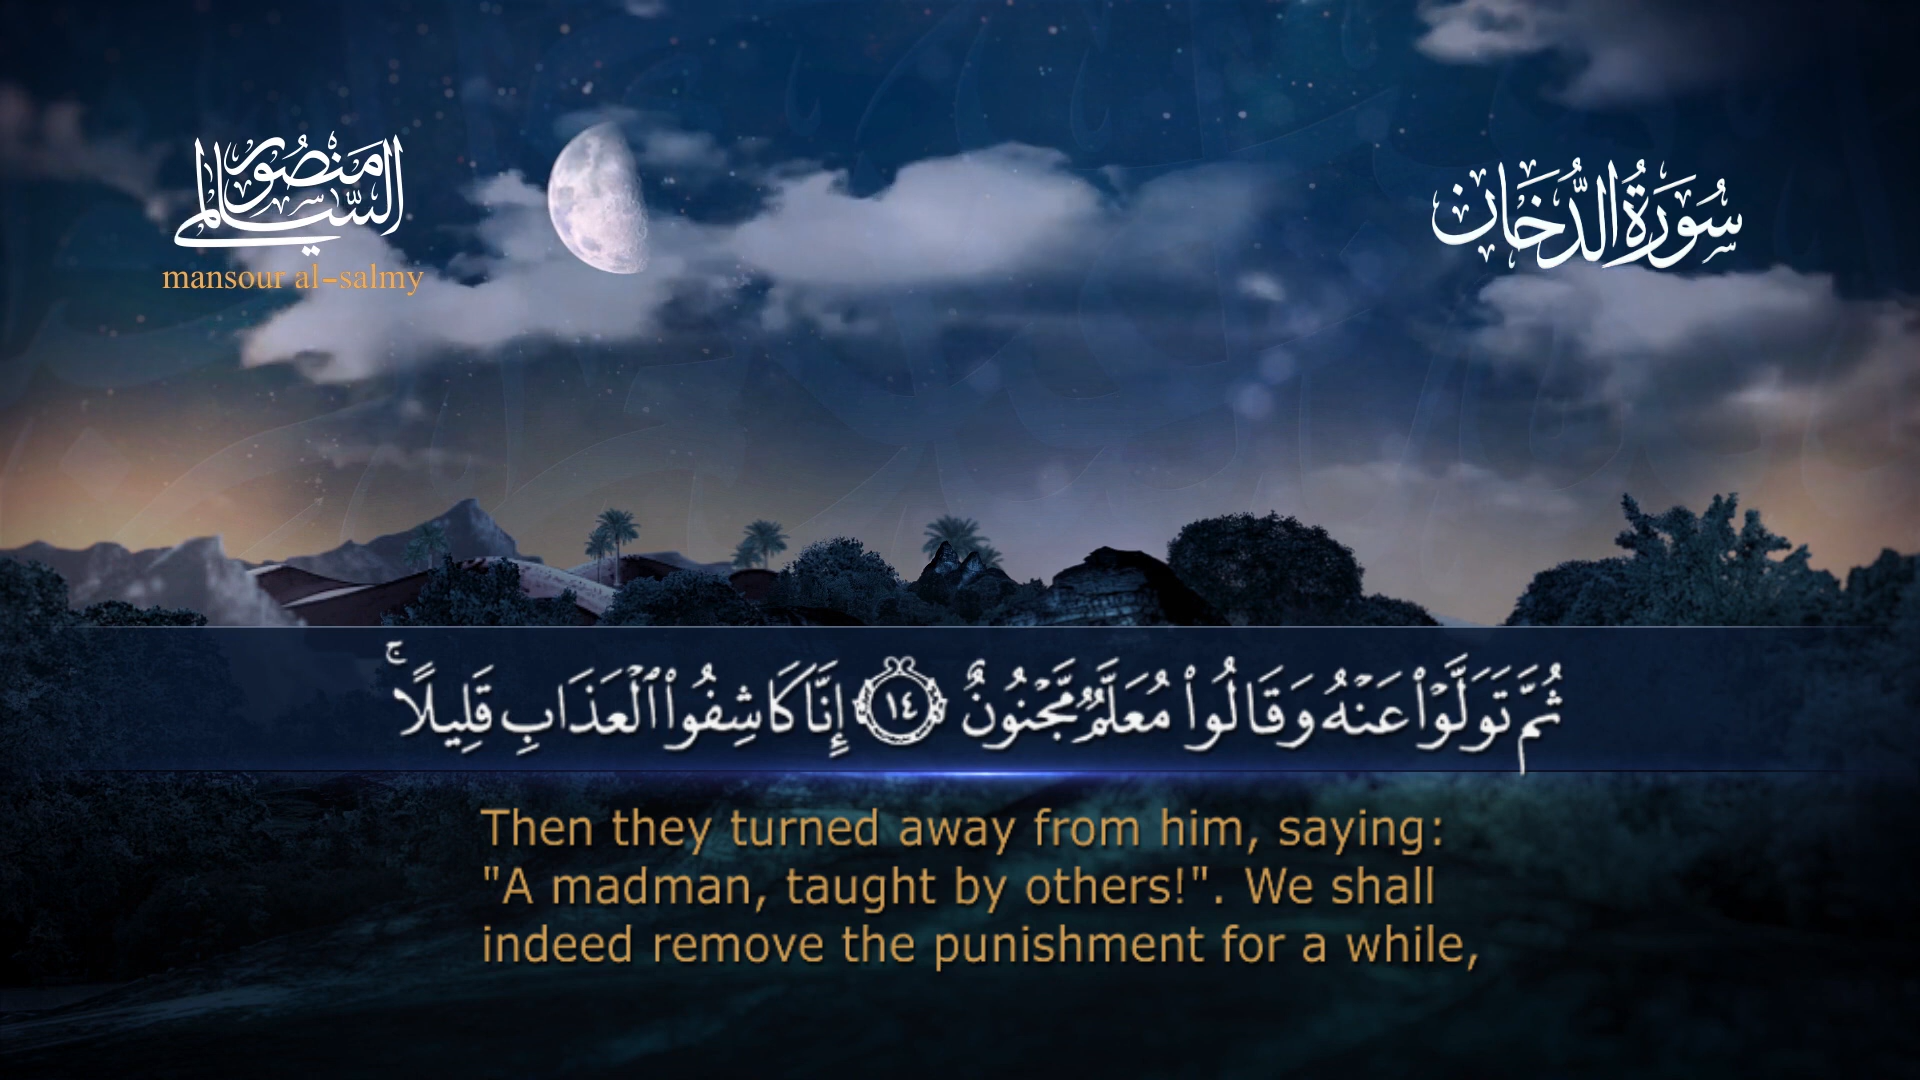 منصور السالمي
mansour al-salmy
سُورَةُ الدُّخَان
ثُمَّ تَوَلَّوْا۟ عَنْهُ وَقَالُوا۟ مُعَلَّمٌ مَّجْنُونٌ ١٤ إِنَّا كَاشِفُوا۟ ٱلْعَذَابِ قَلِيلًا ۚ
Then they turned away from him, saying:
"A madman, taught by others!". We shall
indeed remove the punishment for a while,